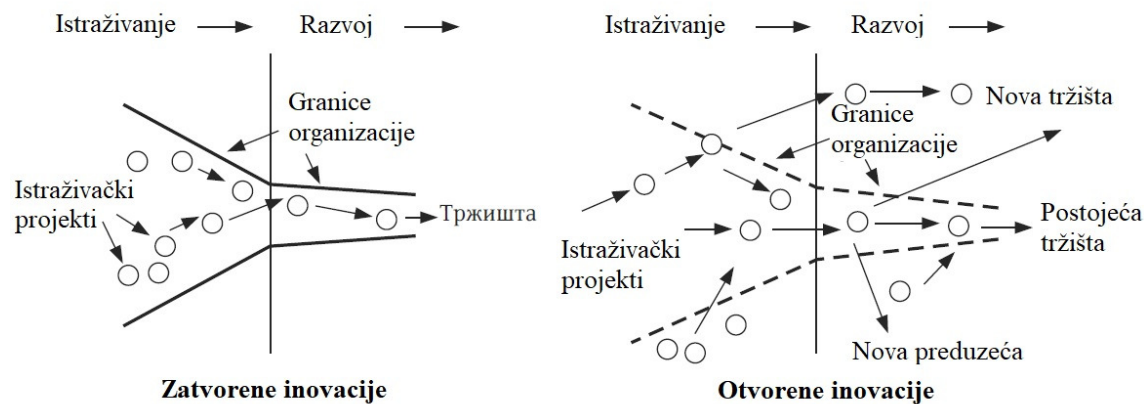 Istraživanje
Razvoj
Granice
organizacije
Istraživački
projekti
Тржишта
Zatvorene inovacije
Istraživanje
Razvoj
Nova tržišta
Granice
organizacije
Istraživački
projekti
Postojeća
tržišta
Nova preduzeća
Otvorene inovacije